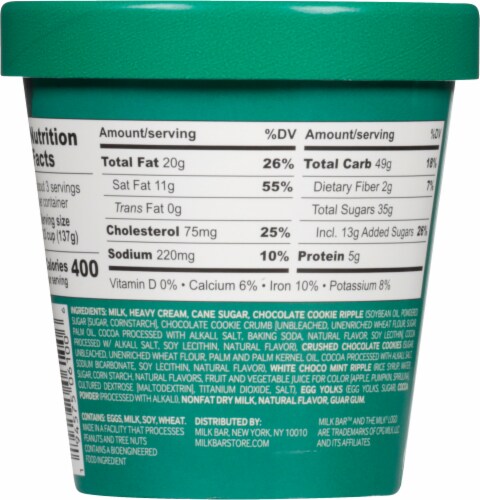 Nutrition
Facts
3 servings
container
serving size
cup (137g)
Calories 400
serving
Amount/serving %DV
Total Fat 20g 26%
Sat Fat 11g 55%
Trans Fat 0g
Cholesterol 75mg 25%
Sodium 220mg 10%
Amount/serving %DV
Total Carb 49g 18%
Dietary Fiber 2g 7%
Total Sugars 35g
Incl. 13g Added Sugars 26%
Protein 5g
Vitamin D 0% • Calcium 6% • Iron 10% • Potassium 8%
INGREDIENTS: MILK, HEAVY CREAM, CANE SUGAR, CHOCOLATE COOKIE RIPPLE (SOYBEAN OIL, POWDERED
SUGAR [SUGAR, CORNSTARCH], CHOCOLATE COOKIE CRUMB [UNBLEACHED, UNENRICHED WHEAT FLOUR, SUGAR,
PALM OIL, COCOA PROCESSED WITH ALKALI, SALT, BAKING SODA, NATURAL FLAVOR, SOY LECITHIN], COCOA
PROCESSED W/ ALKALI, SALT, SOY LECITHIN, NATURAL FLAVOR), CRUSHED CHOCOLATE COOKIES (SUGAR,
UNBLEACHED, UNENRICHED WHEAT FLOUR, PALM AND PALM KERNEL OIL, COCOA PROCESSED WITH ALKALI, SALT,
SODIUM BICARBONATE, SOY LECITHIN, NATURAL FLAVOR), WHITE CHOCO MINT RIPPLE (RICE SYRUP, WATER,
SUGAR, CORN STARCH, NATURAL FLAVORS, FRUIT AND VEGETABLE JUICE FOR COLOR [APPLE, PUMPKIN, SPIRULINA],
CULTURED DEXTROSE [MALTODEXTRIN], TITANIUM DIOXIDE, SALT), EGG YOLKS (EGG YOLKS, SUGAR), COCOA
POWDER (PROCESSED WITH ALKALI), NONFAT DRY MILK, NATURAL FLAVOR, GUAR GUM.
CONTAINS: EGGS, MILK, SOY, WHEAT.
MADE IN A FACILITY THAT PROCESSES
PEANUTS AND TREE NUTS
CONTAINS A BIOENGINEERED
FOOD INGREDIENT
DISTRIBUTED BY:
MILK BAR, NEW YORK, NY 10010
MILKBARSTORE.COM
MILK BAR™ AND THE MILK° LOGO
ARE TRADEMARKS OF CPG MILK, LLC
AND ITS AFFILIATES.